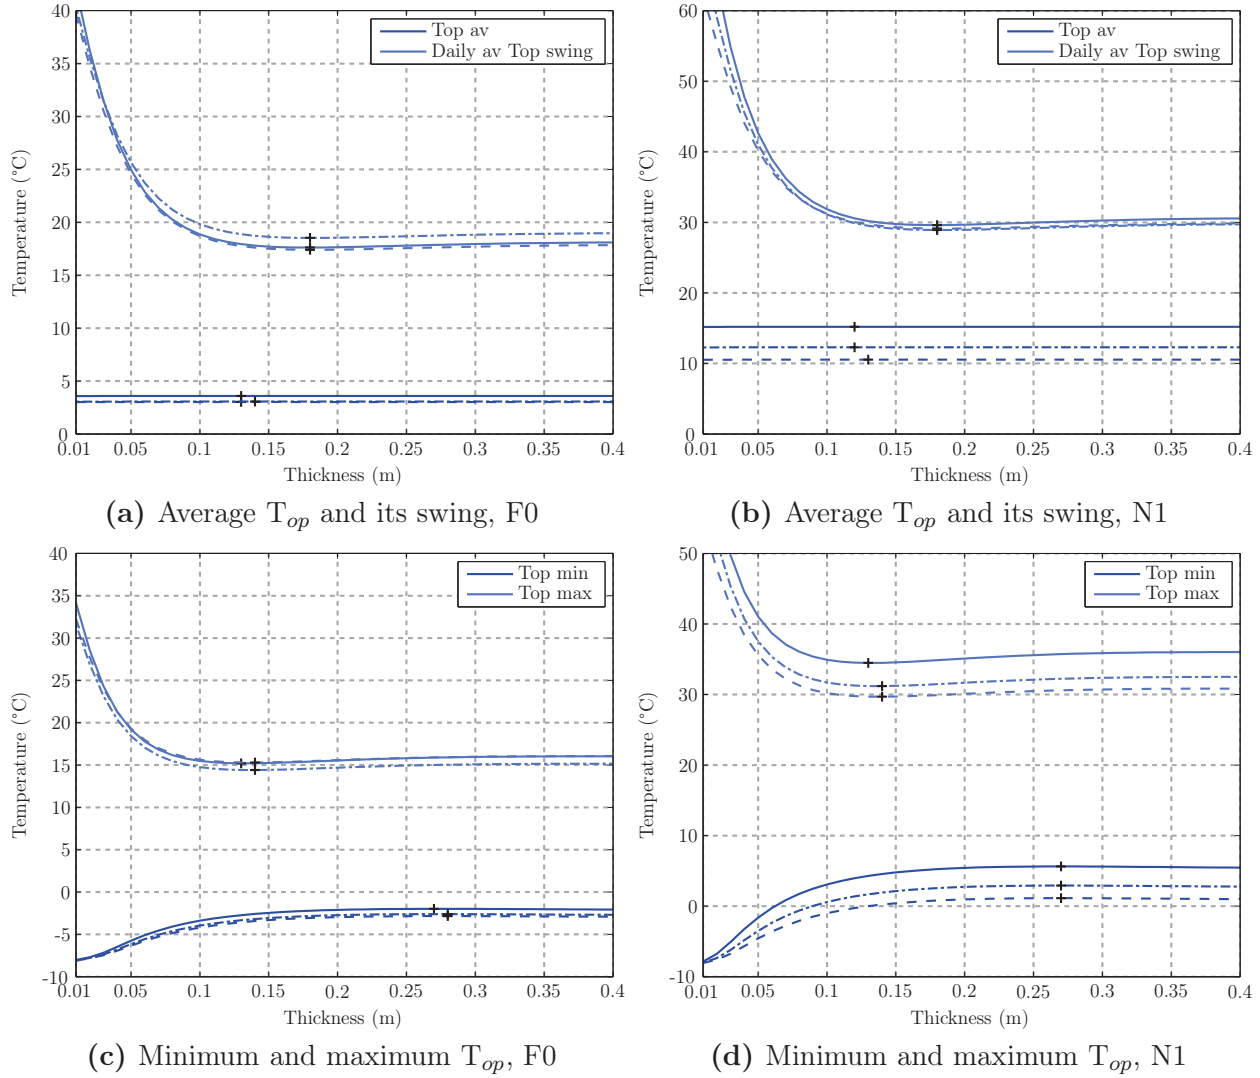 40
35
30
25
20
15
10
5
0
Temperature (°C)
Top av
Daily av Top swing
0.01 0.05 0.1 0.15 0.2 0.25 0.3 0.35 0.4
Thickness (m)
(a) Average Top and its swing, F0
60
50
40
30
20
10
0
Temperature (°C)
Top av
Daily av Top swing
0.01 0.05 0.1 0.15 0.2 0.25 0.3 0.35 0.4
Thickness (m)
(b) Average Top and its swing, N1
40
35
30
25
20
15
10
5
0
-5
-10
Temperature (°C)
Top min
Top max
0.01 0.05 0.1 0.15 0.2 0.25 0.3 0.35 0.4
Thickness (m)
(c) Minimum and maximum Top, F0
50
40
30
20
10
0
-10
Temperature (°C)
Top min
Top max
0.01 0.05 0.1 0.15 0.2 0.25 0.3 0.35 0.4
Thickness (m)
(d) Minimum and maximum Top, N1